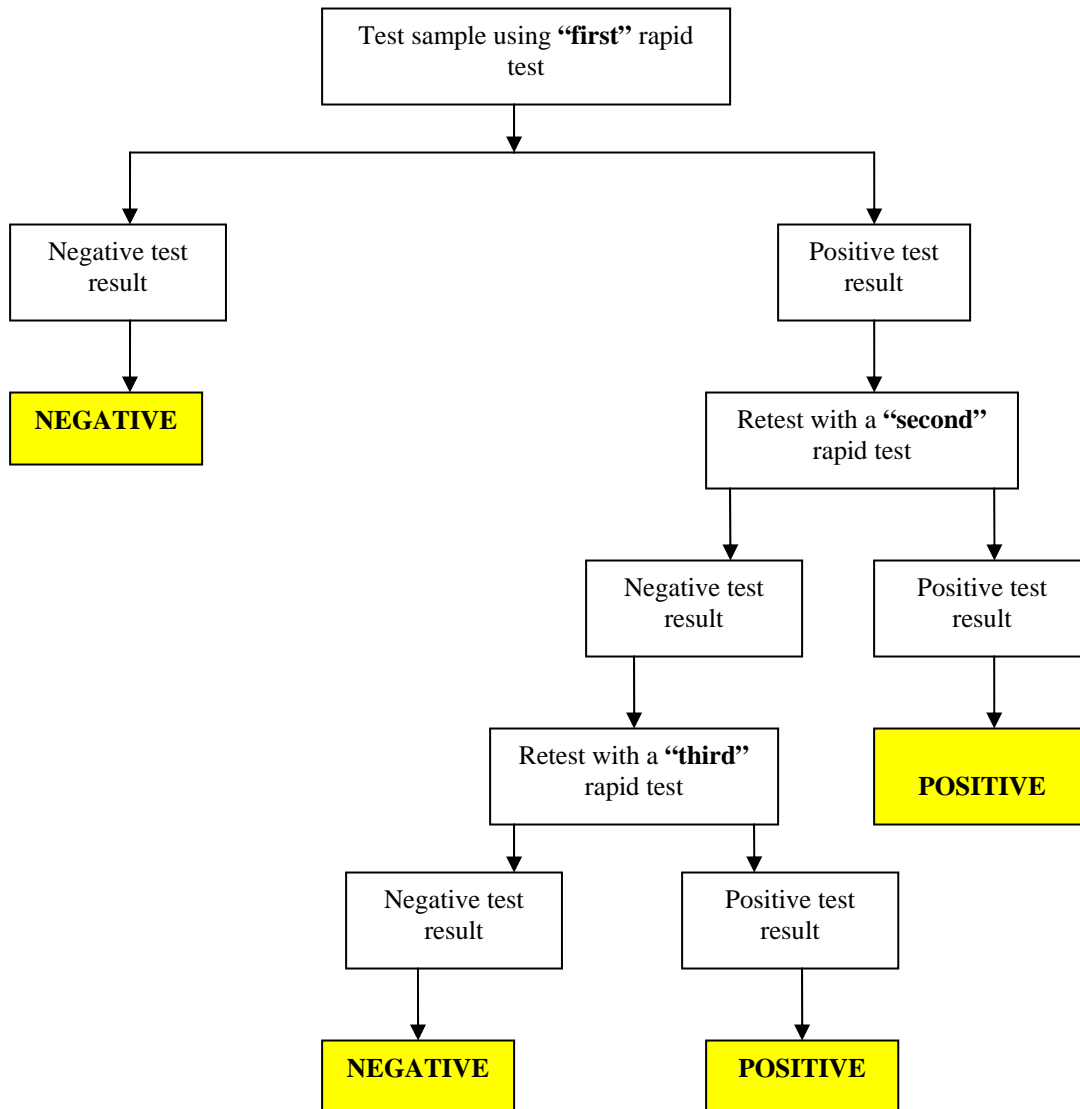 Test sample using “first” rapid
test
Negative test
result
Positive test
result
NEGATIVE
Retest with a “second”
rapid test
Negative test
result
Positive test
result
Retest with a “third”
rapid test
POSITIVE
Negative test
result
Positive test
result
NEGATIVE
POSITIVE